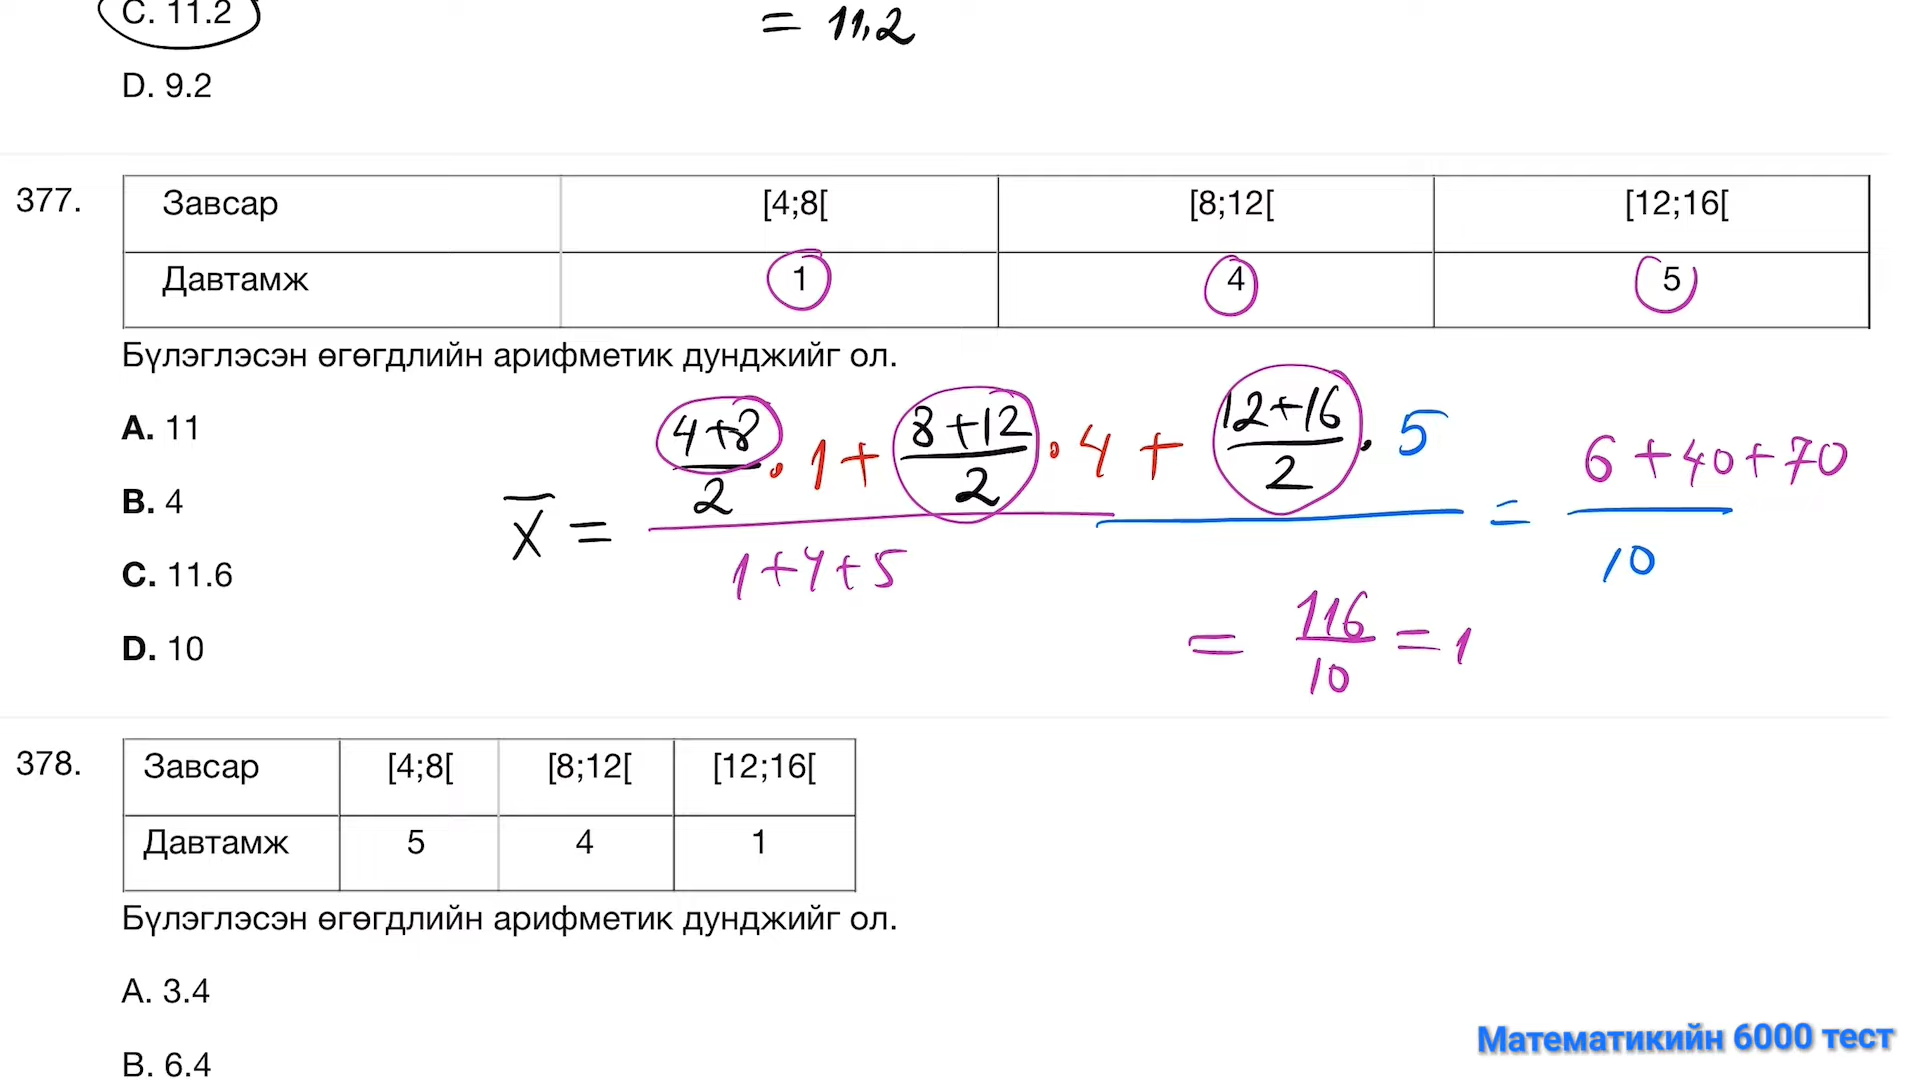 C. 11.2
= 11,2
D. 9.2
377.
Завсар [4;8[ [8;12[ [12;16[
Давтамж 1 4 5
Бүлэглэсэн өгөгдлийн арифметик дунджийг ол.
A. 11
B. 4
C. 11.6
D. 10
x̄ = (4+8)/2 · 1 + (8+12)/2 · 4 + (12+16)/2 · 5 = 6+40+70
1+4+5 10
= 116/10 = 1
378.
Завсар [4;8[ [8;12[ [12;16[
Давтамж 5 4 1
Бүлэглэсэн өгөгдлийн арифметик дунджийг ол.
A. 3.4
B. 6.4
Математикийн 6000 тест